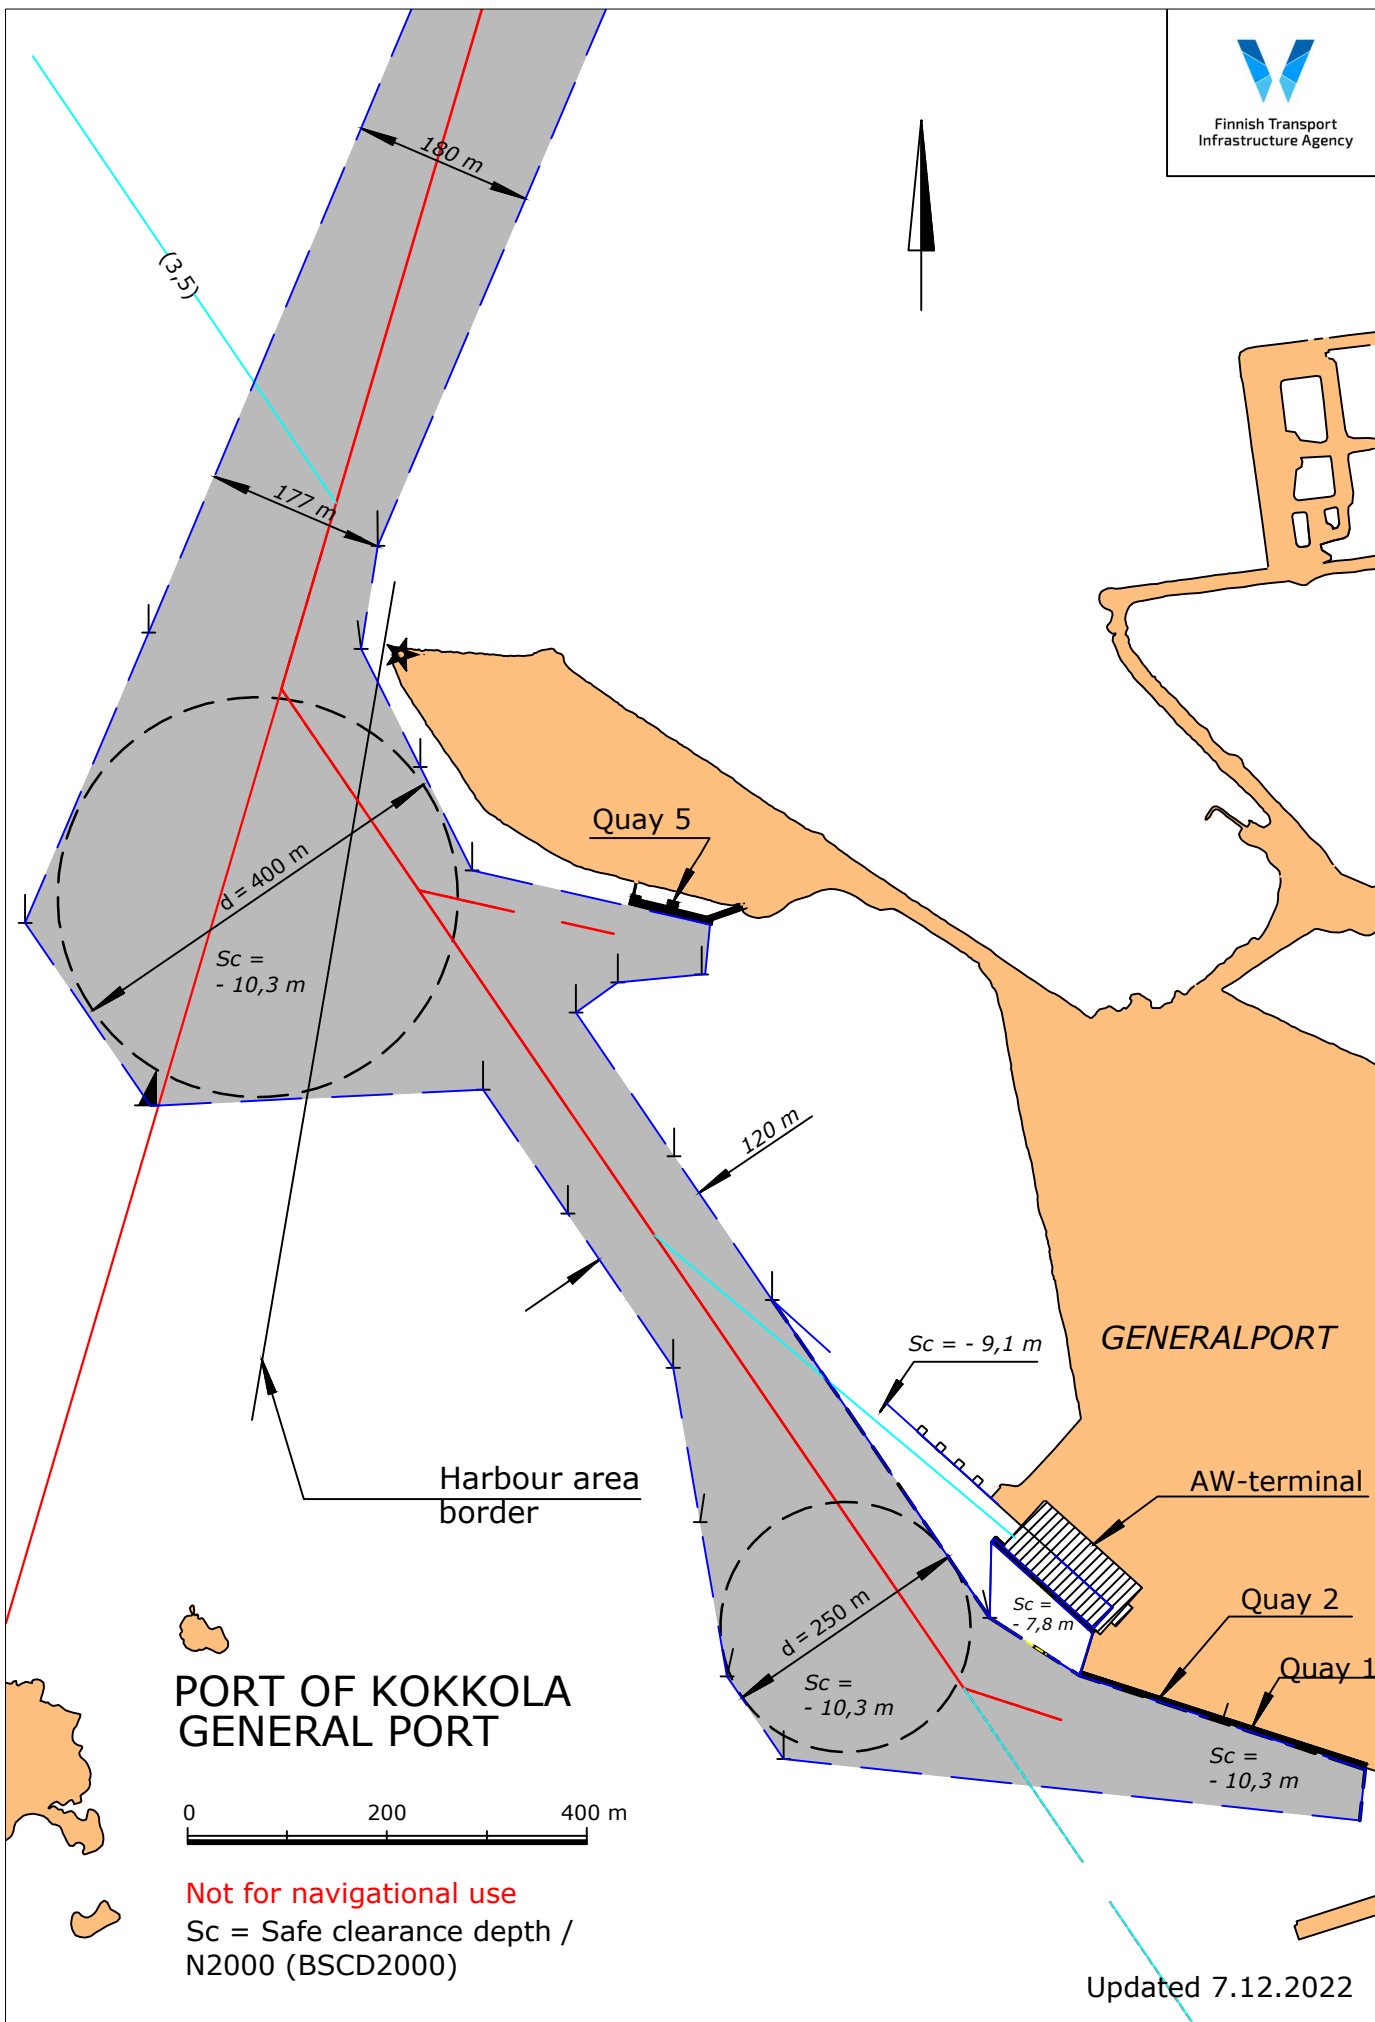 Finnish Transport
Infrastructure Agency
180 m
(3,5)
177 m
Quay 5
d = 400 m
Sc =
- 10,3 m
120 m
Sc = - 9,1 m
GENERALPORT
Harbour area
border
AW-terminal
Sc =
- 7,8 m
Quay 2
d = 250 m
Quay 1
Sc =
- 10,3 m
Sc =
- 10,3 m
PORT OF KOKKOLA
GENERAL PORT
0 200 400 m
Not for navigational use
Sc = Safe clearance depth /
N2000 (BSCD2000)
Updated 7.12.2022